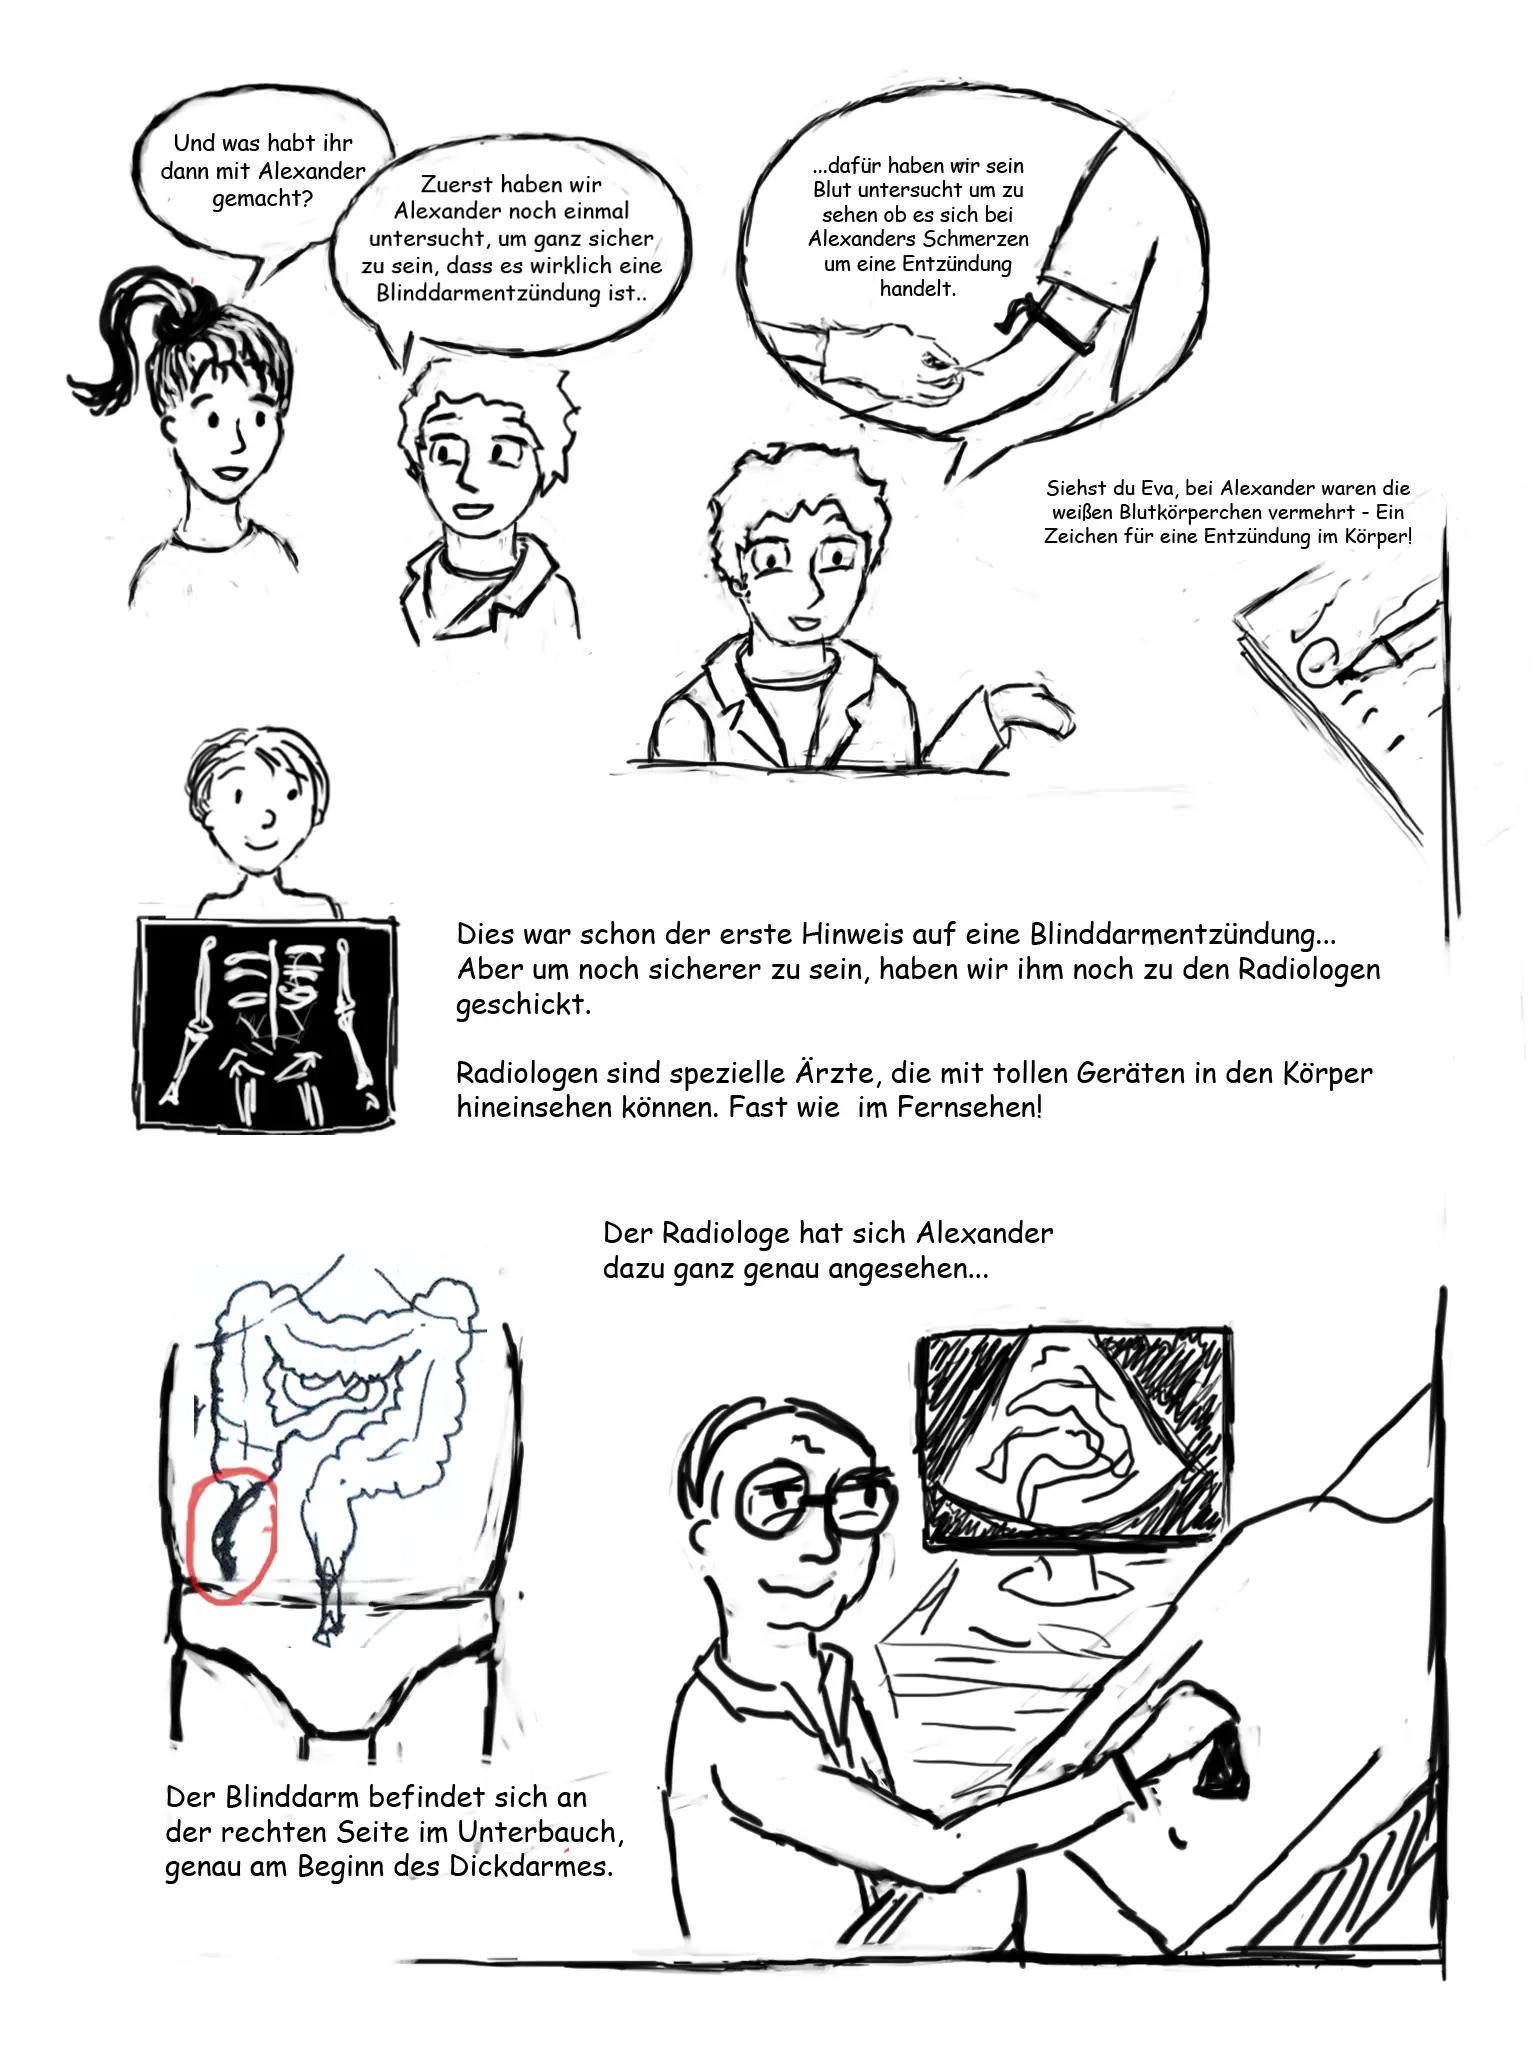 Und was habt ihr
dann mit Alexander
gemacht?
Zuerst haben wir
Alexander noch einmal
untersucht, um ganz sicher
zu sein, dass es wirklich eine
Blinddarmentzündung ist..
...dafür haben wir sein
Blut untersucht um zu
sehen ob es sich bei
Alexanders Schmerzen
um eine Entzündung
handelt.
Siehst du Eva, bei Alexander waren die
weißen Blutkörperchen vermehrt - Ein
Zeichen für eine Entzündung im Körper!
Dies war schon der erste Hinweis auf eine Blinddarmentzündung...
Aber um noch sicherer zu sein, haben wir ihm noch zu den Radiologen
geschickt.
Radiologen sind spezielle Ärzte, die mit tollen Geräten in den Körper
hineinsehen können. Fast wie  im Fernsehen!
Der Radiologe hat sich Alexander
dazu ganz genau angesehen...
Der Blinddarm befindet sich an
der rechten Seite im Unterbauch,
genau am Beginn des Dickdarmes.